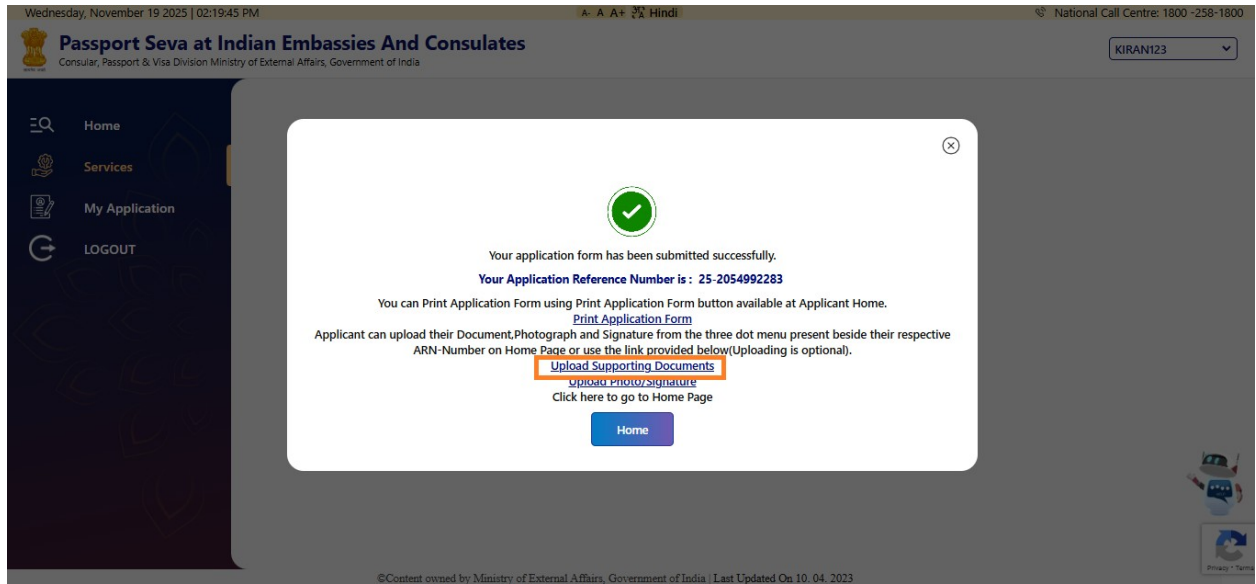 Wednesday, November 19 2025 | 02:19:45 PM
A- A A+ Hindi
National Call Centre: 1800 -258-1800
Passport Seva at Indian Embassies And Consulates
Consular, Passport & Visa Division Ministry of External Affairs, Government of India
KIRAN123
Home
Services
My Application
LOGOUT
Your application form has been submitted successfully.
Your Application Reference Number is : 25-2054992283
You can Print Application Form using Print Application Form button available at Applicant Home.
Print Application Form
Applicant can upload their Document,Photograph and Signature from the three dot menu present beside their respective
ARN-Number on Home Page or use the link provided below(Uploading is optional).
Upload Supporting Documents
Upload Photo/Signature
Click here to go to Home Page
Home
Privacy - Terms
©Content owned by Ministry of External Affairs, Government of India | Last Updated On 10. 04. 2023